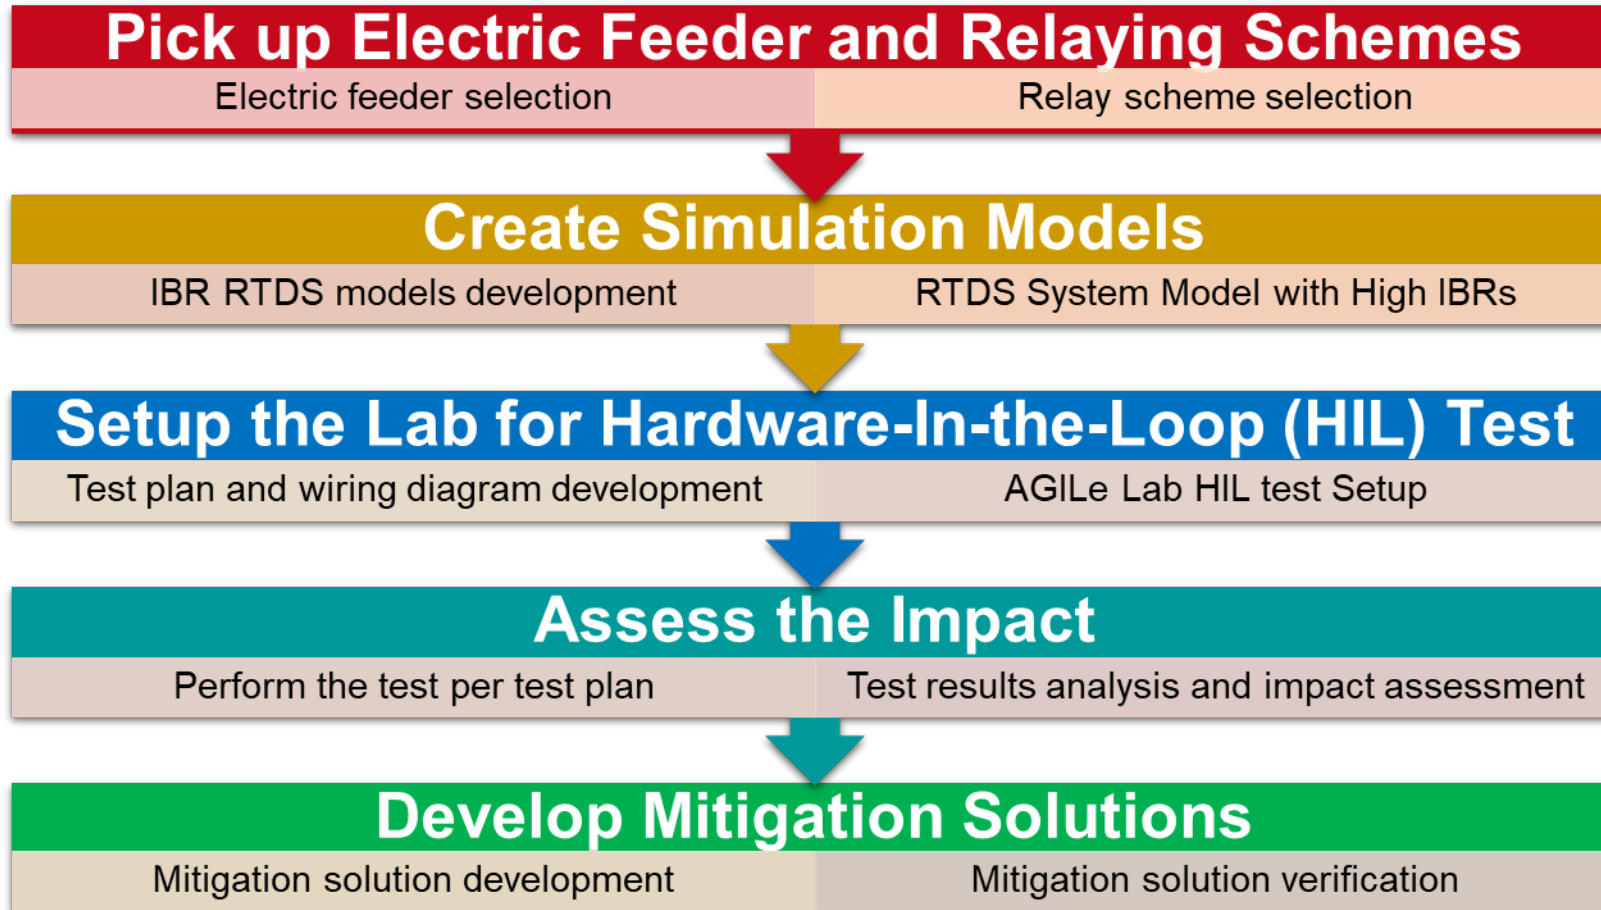 Pick up Electric Feeder and Relaying Schemes
Electric feeder selection
Relay scheme selection
Create Simulation Models
IBR RTDS models development
RTDS System Model with High IBRs
Setup the Lab for Hardware-In-the-Loop (HIL) Test
Test plan and wiring diagram development
AGILe Lab HIL test Setup
Assess the Impact
Perform the test per test plan
Test results analysis and impact assessment
Develop Mitigation Solutions
Mitigation solution development
Mitigation solution verification